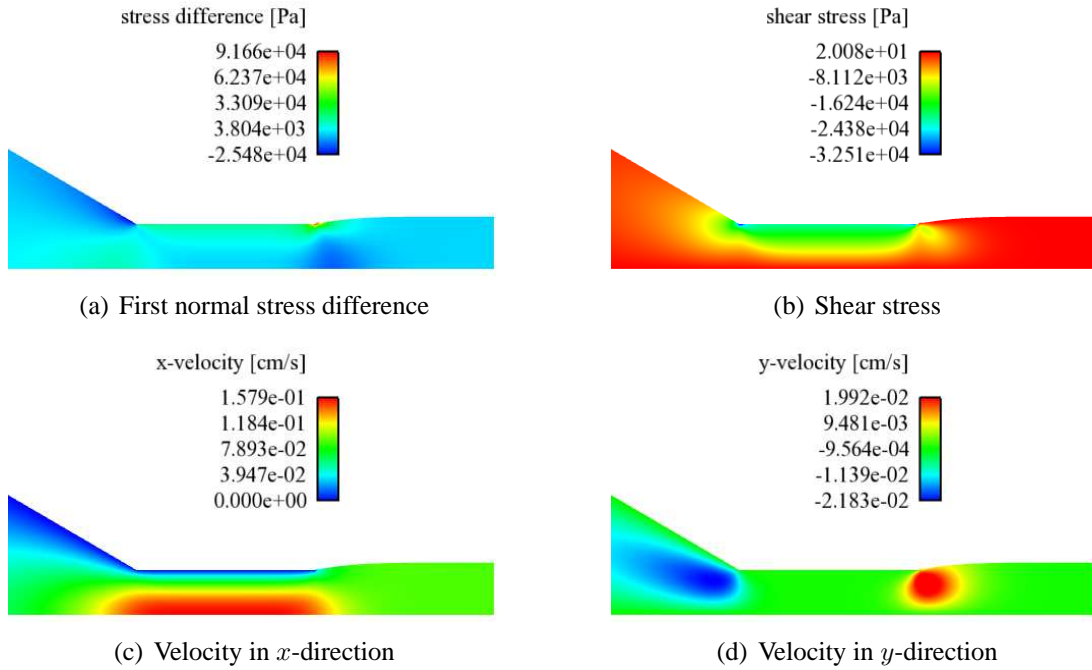 stress difference [Pa]
9.166e+04
6.237e+04
3.309e+04
3.804e+03
-2.548e+04
(a) First normal stress difference
shear stress [Pa]
2.008e+01
-8.112e+03
-1.624e+04
-2.438e+04
-3.251e+04
(b) Shear stress
x-velocity [cm/s]
1.579e-01
1.184e-01
7.893e-02
3.947e-02
0.000e+00
(c) Velocity in x-direction
y-velocity [cm/s]
1.992e-02
9.481e-03
-9.564e-04
-1.139e-02
-2.183e-02
(d) Velocity in y-direction